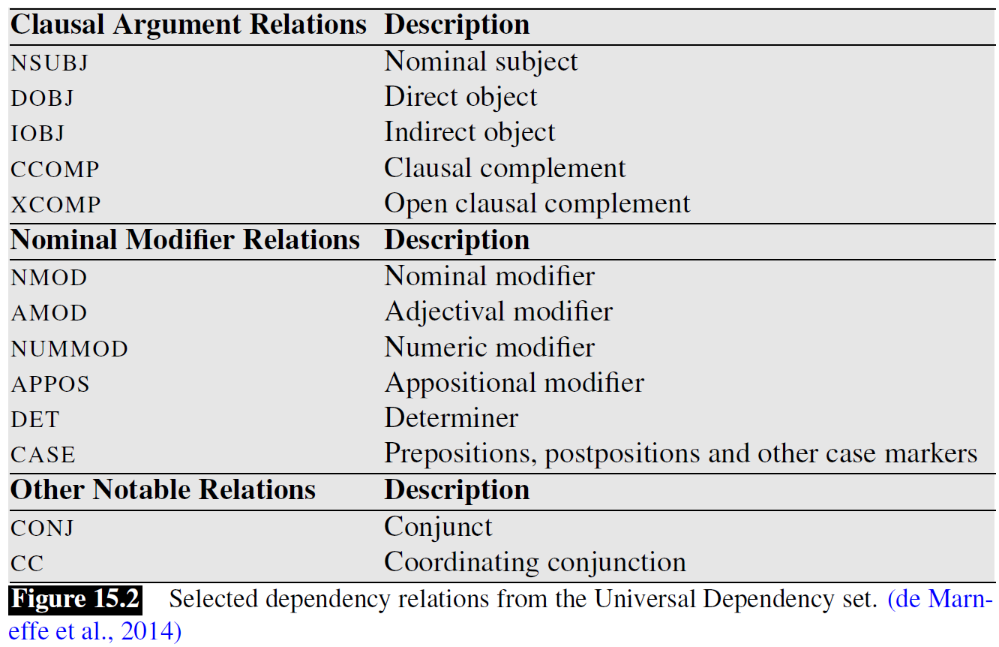 Clausal Argument Relations Description
NSUBJ Nominal subject
DOBJ Direct object
IOBJ Indirect object
CCOMP Clausal complement
XCOMP Open clausal complement
Nominal Modifier Relations Description
NMOD Nominal modifier
AMOD Adjectival modifier
NUMMOD Numeric modifier
APPOS Appositional modifier
DET Determiner
CASE Prepositions, postpositions and other case markers
Other Notable Relations Description
CONJ Conjunct
CC Coordinating conjunction
Figure 15.2 Selected dependency relations from the Universal Dependency set. (de Marn-
effe et al., 2014)